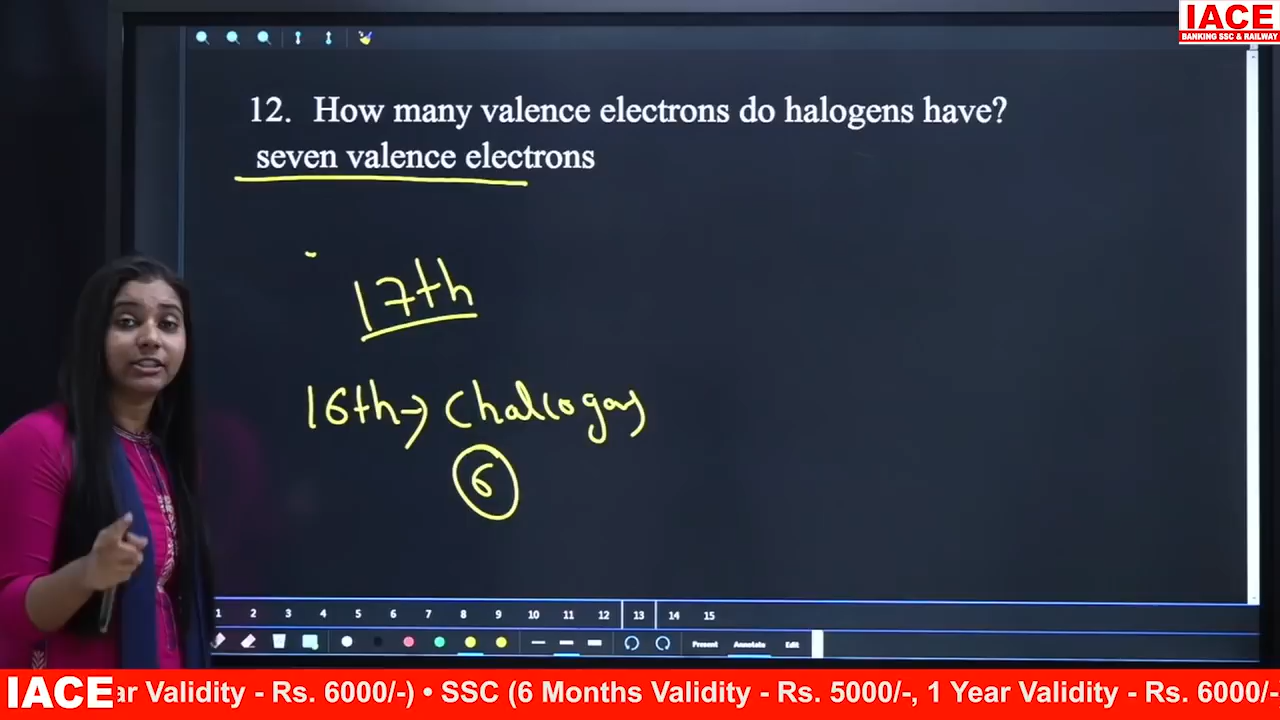 IACE
BANKING SSC & RAILWAY
12. How many valence electrons do halogens have?
seven valence electrons
17th
16th→ Chalcogens
6
1 2 3 4 5 6 7 8 9 10 11 12 13 14 15
Present Annotate Edit
IACE ar Validity - Rs. 6000/-) • SSC (6 Months Validity - Rs. 5000/-, 1 Year Validity - Rs. 6000/-